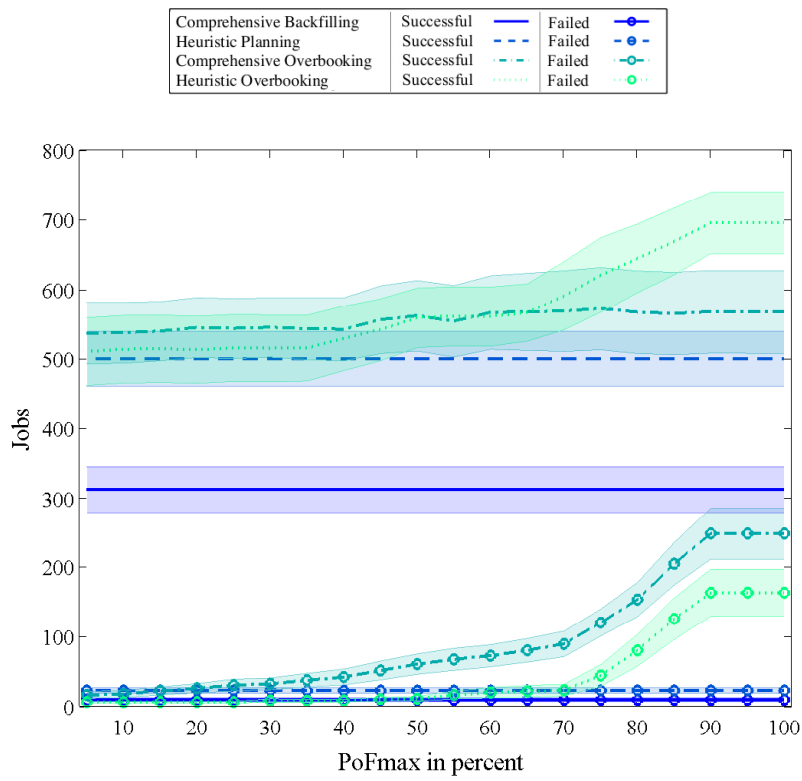 Comprehensive Backfilling Successful Failed
Heuristic Planning Successful Failed
Comprehensive Overbooking Successful Failed
Heuristic Overbooking Successful Failed
800
700
600
500
400
300
200
100
0
Jobs
10 20 30 40 50 60 70 80 90 100
PoFmax in percent